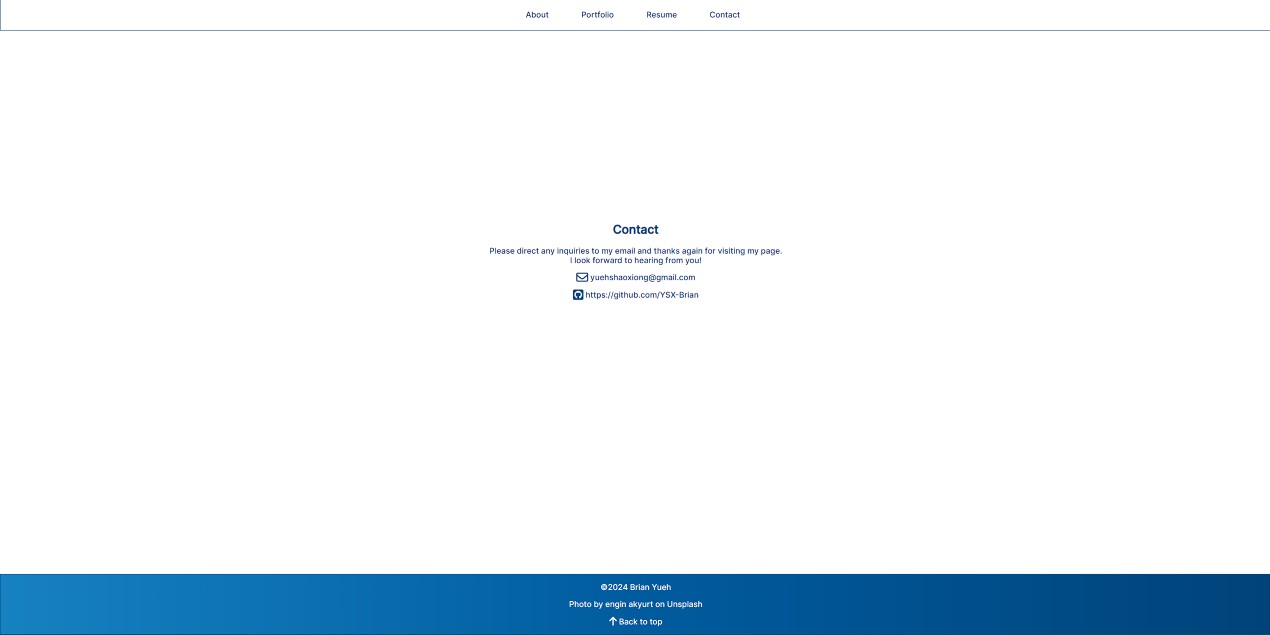 About Portfolio Resume Contact
Contact
Please direct any inquiries to my email and thanks again for visiting my page.
I look forward to hearing from you!
yuehshaoxiong@gmail.com
https://github.com/YSX-Brian
©2024 Brian Yueh
Photo by engin akyurt on Unsplash
Back to top